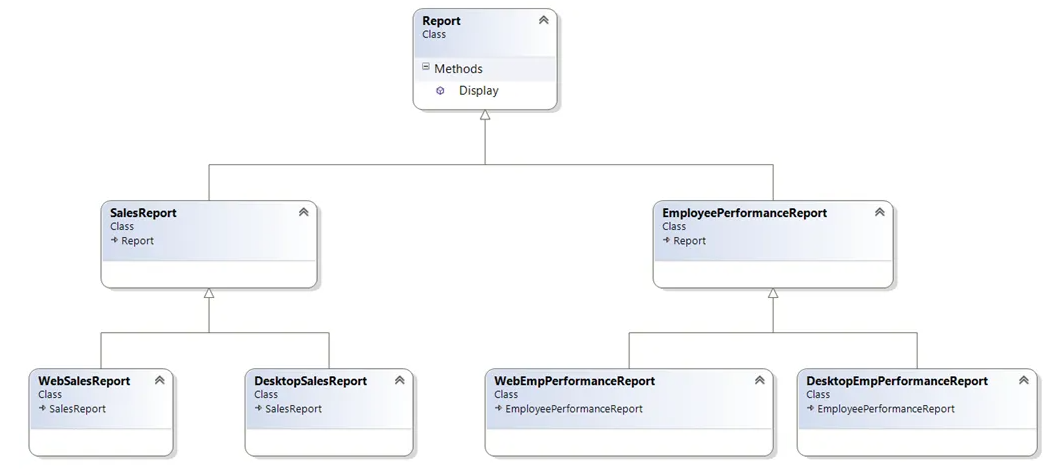 Report
Class
Methods
Display
SalesReport
Class
Report
EmployeePerformanceReport
Class
Report
WebSalesReport
Class
SalesReport
DesktopSalesReport
Class
SalesReport
WebEmpPerformanceReport
Class
EmployeePerformanceReport
DesktopEmpPerformanceReport
Class
EmployeePerformanceReport